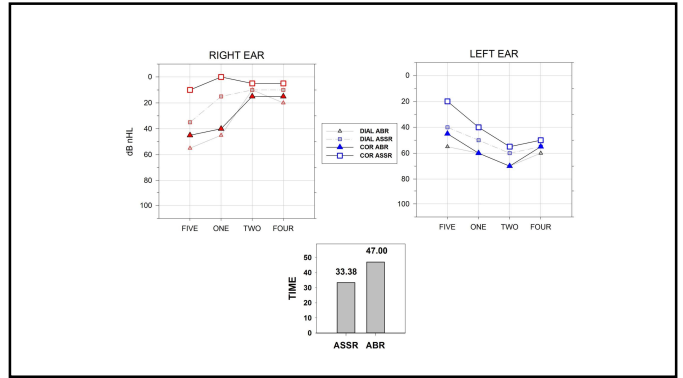 RIGHT EAR
LEFT EAR
0
20
40
60
80
100
dB nHL
FIVE ONE TWO FOUR
DIAL ABR
DIAL ASSR
COR ABR
COR ASSR
0
20
40
60
80
100
FIVE ONE TWO FOUR
50
40
30
20
10
0
TIME
33.38
47.00
ASSR ABR